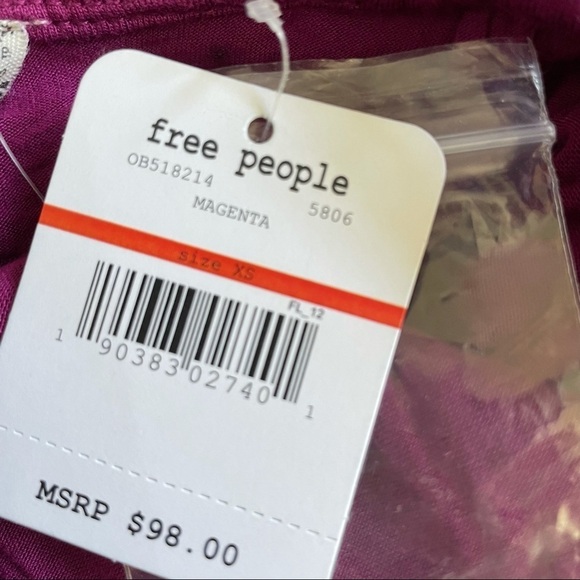 free people
OB518214 5806
MAGENTA
size XS
FL_12
1 90383 02740 1
MSRP $98.00